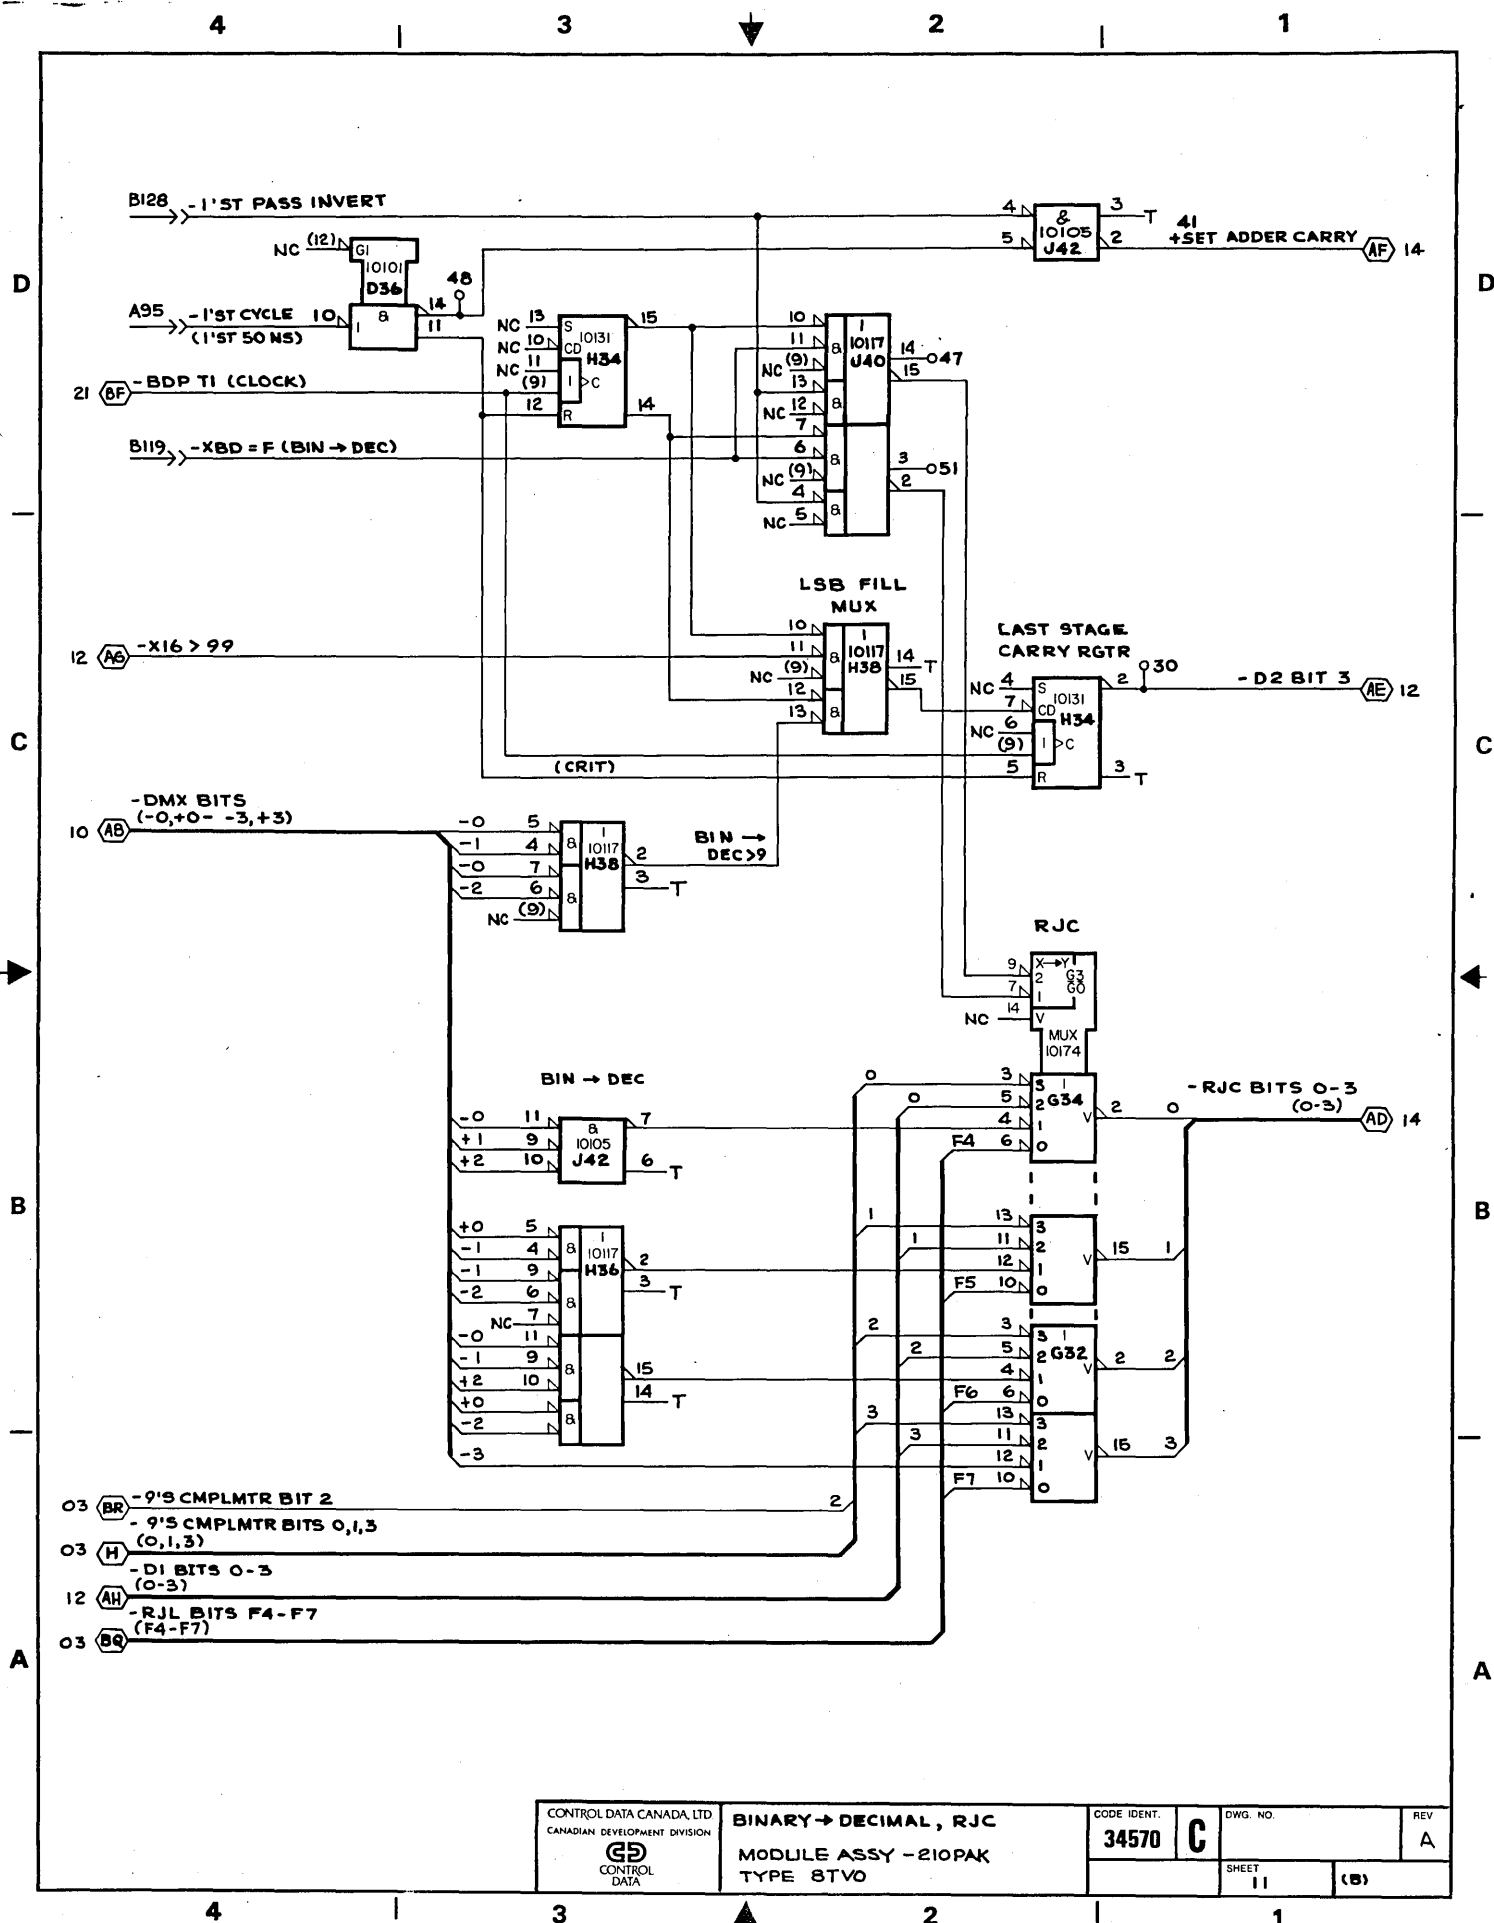 4 3 2 1
D D
C C
B B
A A
B128 -1'ST PASS INVERT
4 & 3 T
10105
5 J42 2
41
+SET ADDER CARRY AF 14
NC (12) G1
10101
D36
48
A95 -1'ST CYCLE 10 1 & 14
(1'ST 50 NS) 11
21 BF -BDP T1 (CLOCK)
B119 -XBD = F (BIN → DEC)
NC 13 S 15
NC 10 CD 10131
NC 11 H34
(9) 1 C
12 R 14
10 1
11 & 10117
NC (9) J40 14 47
13 15
NC 12 &
7
6 & 3 51
NC (9) 2
4
NC 5 &
LSB FILL
MUX
12 AG -X16 > 99
10 1
11 & 10117 14 T
NC (9) H38 15
12
13 &
LAST STAGE
CARRY RGTR
30
NC 4 S 2 -D2 BIT 3 AE 12
7 CD 10131
NC 6 H34
(9) 1 C
5 R 3 T
(CRIT)
10 AB -DMX BITS
(-0,+0- -3,+3)
-0 5 1
-1 4 & 10117
-0 7 H38 2
-2 6 & 3 T
NC (9)
BIN →
DEC>9
RJC
9 X→Y
2 G3
7 1 G0
NC 14 V
MUX
10174
BIN → DEC
-0 11 & 7
+1 9 10105
+2 10 J42 6 T
0 3 3 1
0 5 2 G34
4 1 V 2 0
F4 6 0
-RJC BITS 0-3
(0-3) AD 14
+0 5 1
-1 4 & 10117
-1 9 H36 2
-2 6 & 3 T
NC 7
-0 11
-1 9 & 15
+2 10 14 T
+0
-2 &
-3
1 13 3
1 11 2
12 1 V 15 1
F5 10 0
2 3 3 1
2 5 2 G32
4 1 V 2 2
F6 6 0
3 13 3
3 11 2
12 1 V 15 3
F7 10 0
03 BR -9'S CMPLMTR BIT 2 2
- 9'S CMPLMTR BITS 0,1,3
03 H (0,1,3)
-D1 BITS 0-3
12 AH (0-3)
-RJL BITS F4-F7
03 BQ (F4-F7)
CONTROL DATA CANADA, LTD
CANADIAN DEVELOPMENT DIVISION
CONTROL
DATA
BINARY→DECIMAL, RJC
MODULE ASSY -210PAK
TYPE 8TVO
CODE IDENT.
34570 C
DWG. NO.
REV
A
SHEET
11 (B)
4 3 2 1